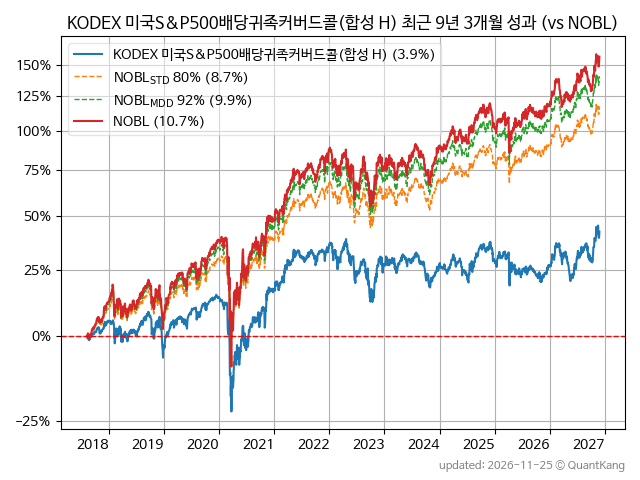 KODEX 미국S&P500배당귀족커버드콜(합성 H) 최근 9년 3개월 성과 (vs NOBL)
KODEX 미국S&P500배당귀족커버드콜(합성 H) (3.9%)
NOBLSTD 80% (8.7%)
NOBLMDD 92% (9.9%)
NOBL (10.7%)
150%
125%
100%
75%
50%
25%
0%
−25%
2018 2019 2020 2021 2022 2023 2024 2025 2026 2027
updated: 2026-11-25 © QuantKang